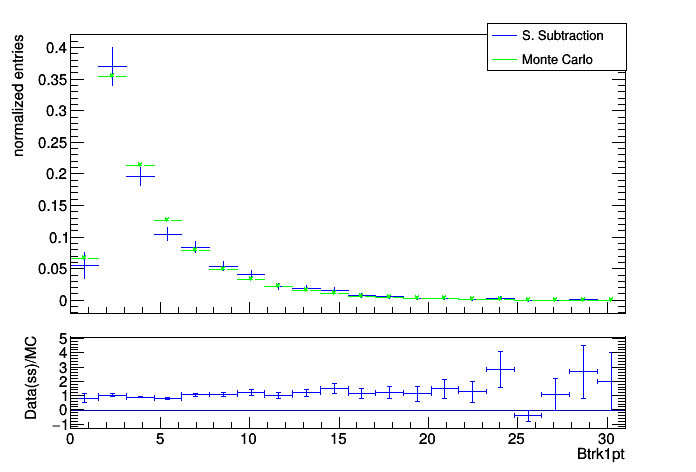 S. Subtraction
Monte Carlo
normalized entries
0.4
0.35
0.3
0.25
0.2
0.15
0.1
0.05
0
Data(ss)/MC
5
4
3
2
1
0
−1
0 5 10 15 20 25 30
Btrk1pt